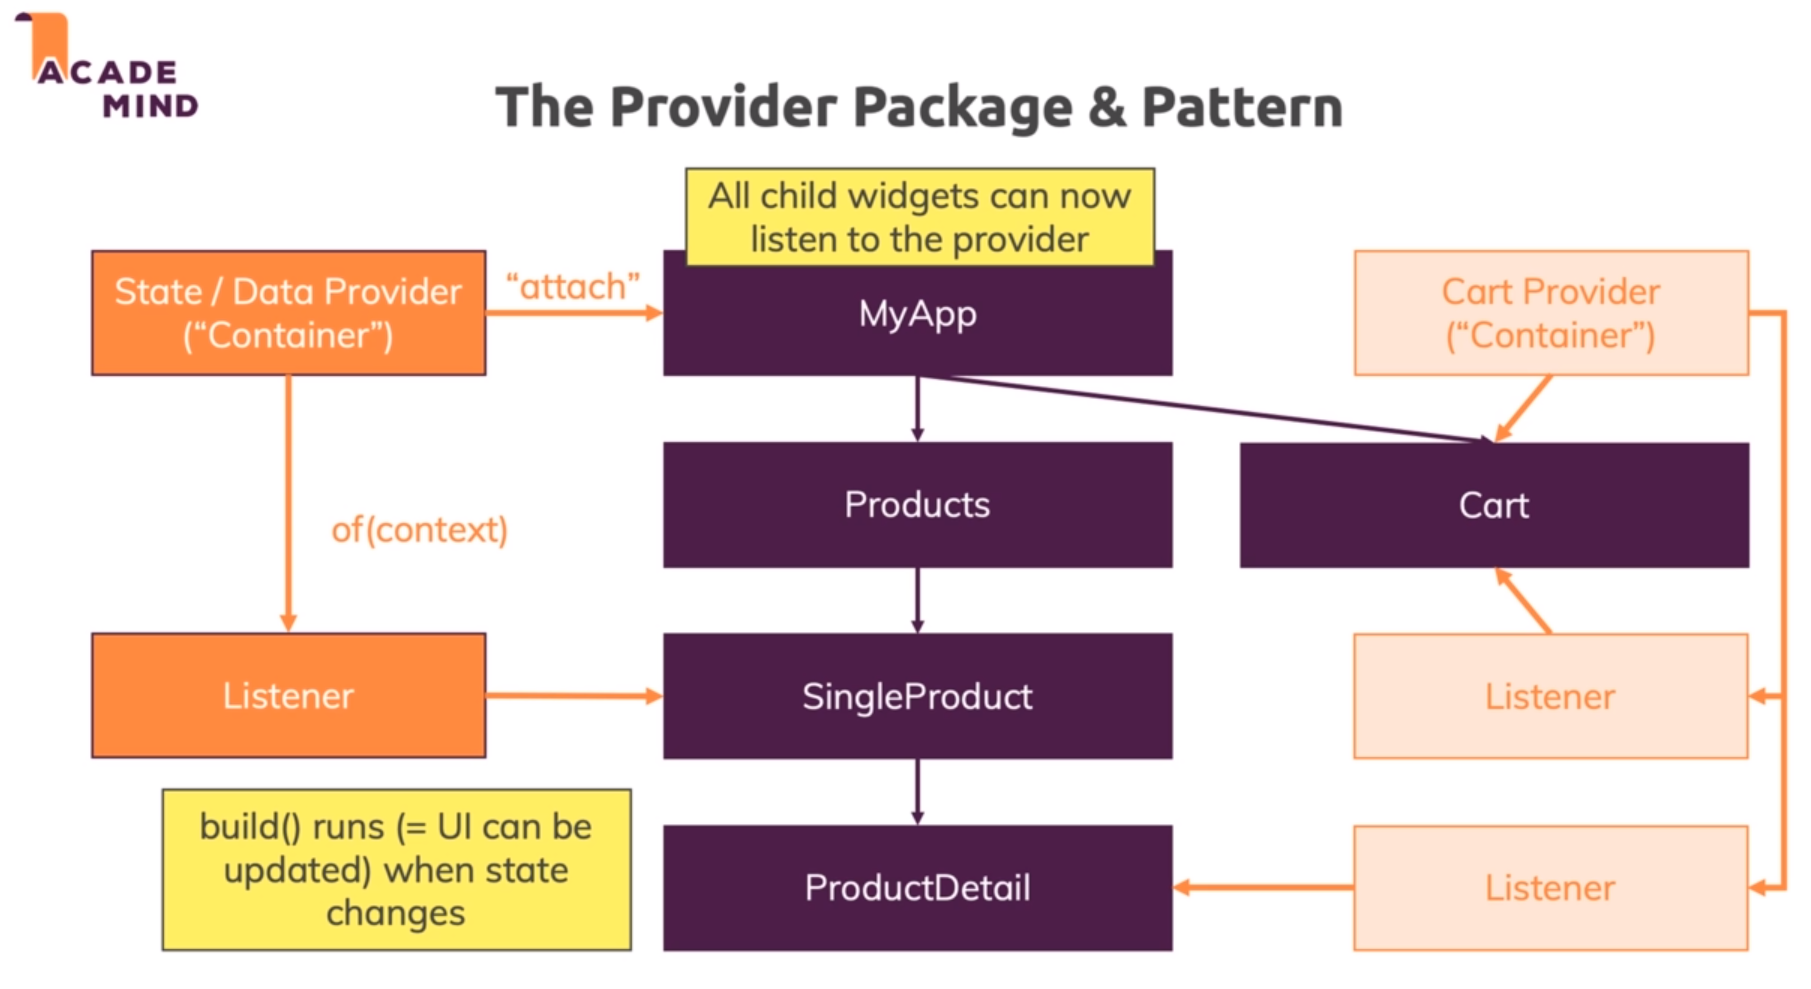 ACADE
MIND
The Provider Package & Pattern
All child widgets can now
listen to the provider
State / Data Provider
(“Container”)
“attach”
MyApp
Cart Provider
(“Container”)
Products
Cart
of(context)
Listener
SingleProduct
Listener
build() runs (= UI can be
updated) when state
changes
ProductDetail
Listener